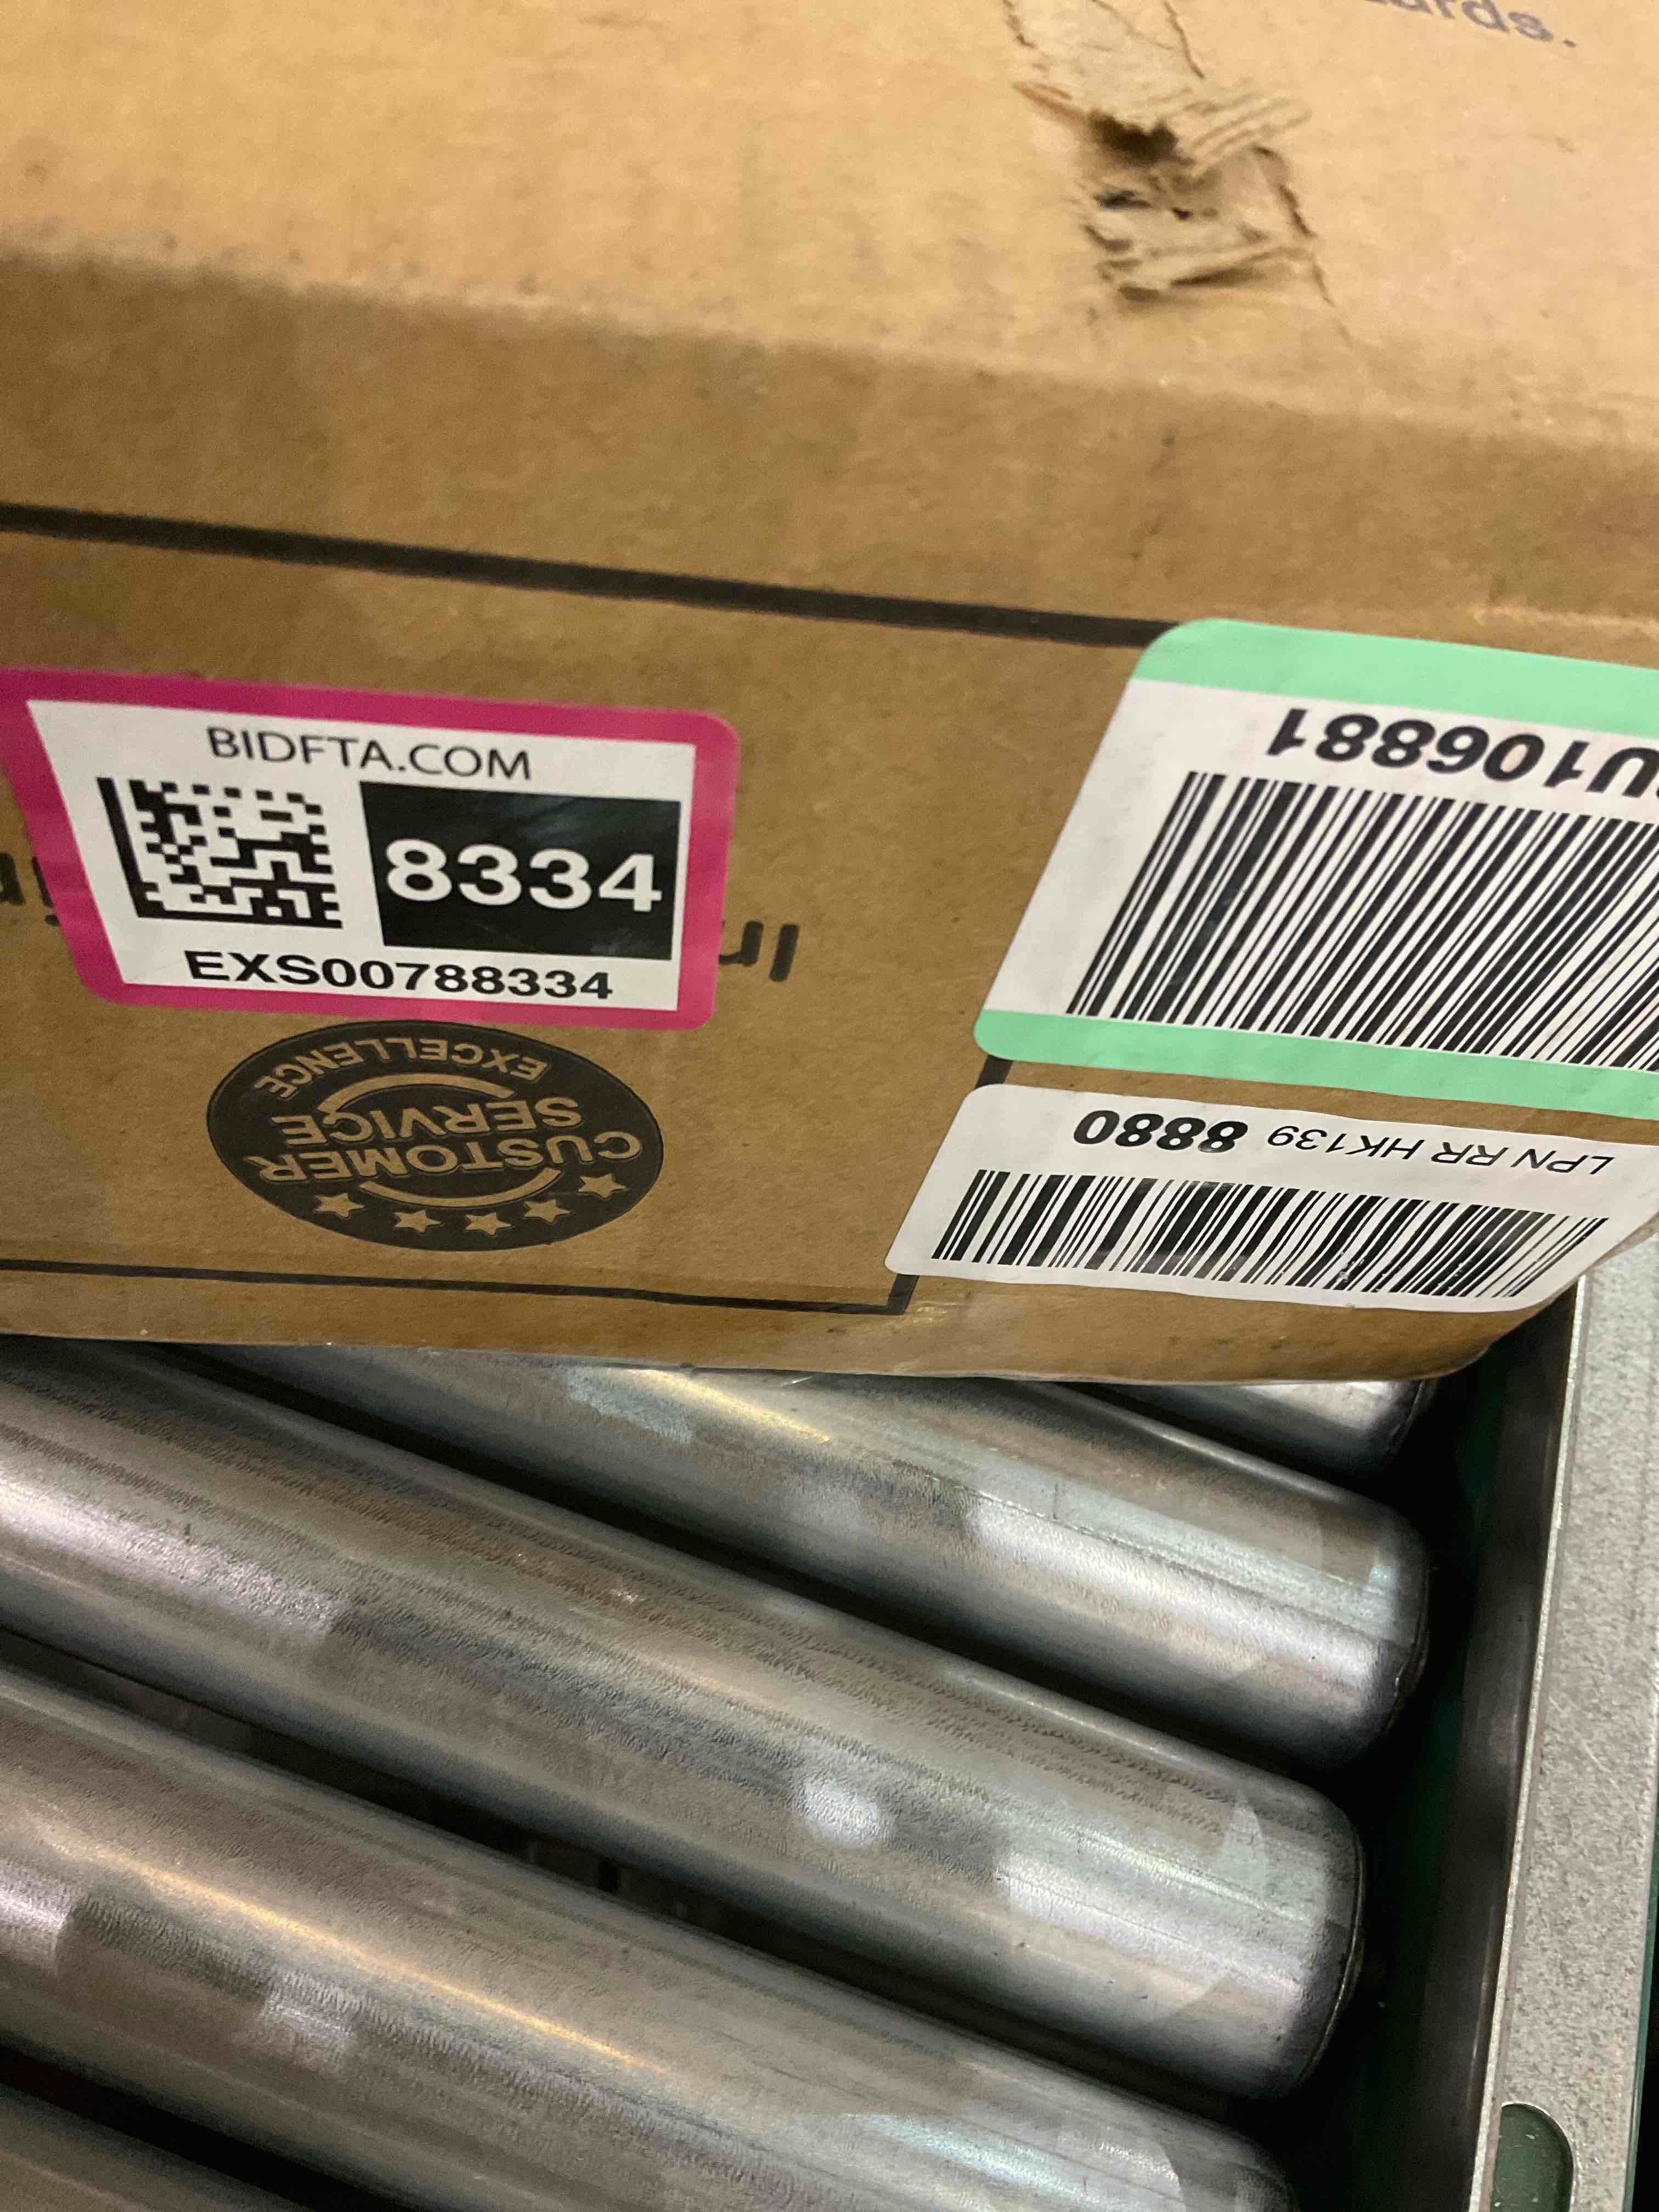 BIDFTA.COM
8334
EXS00788334
U106881
LPN RR HK139 8880
CUSTOMER
SERVICE
EXCELLENCE